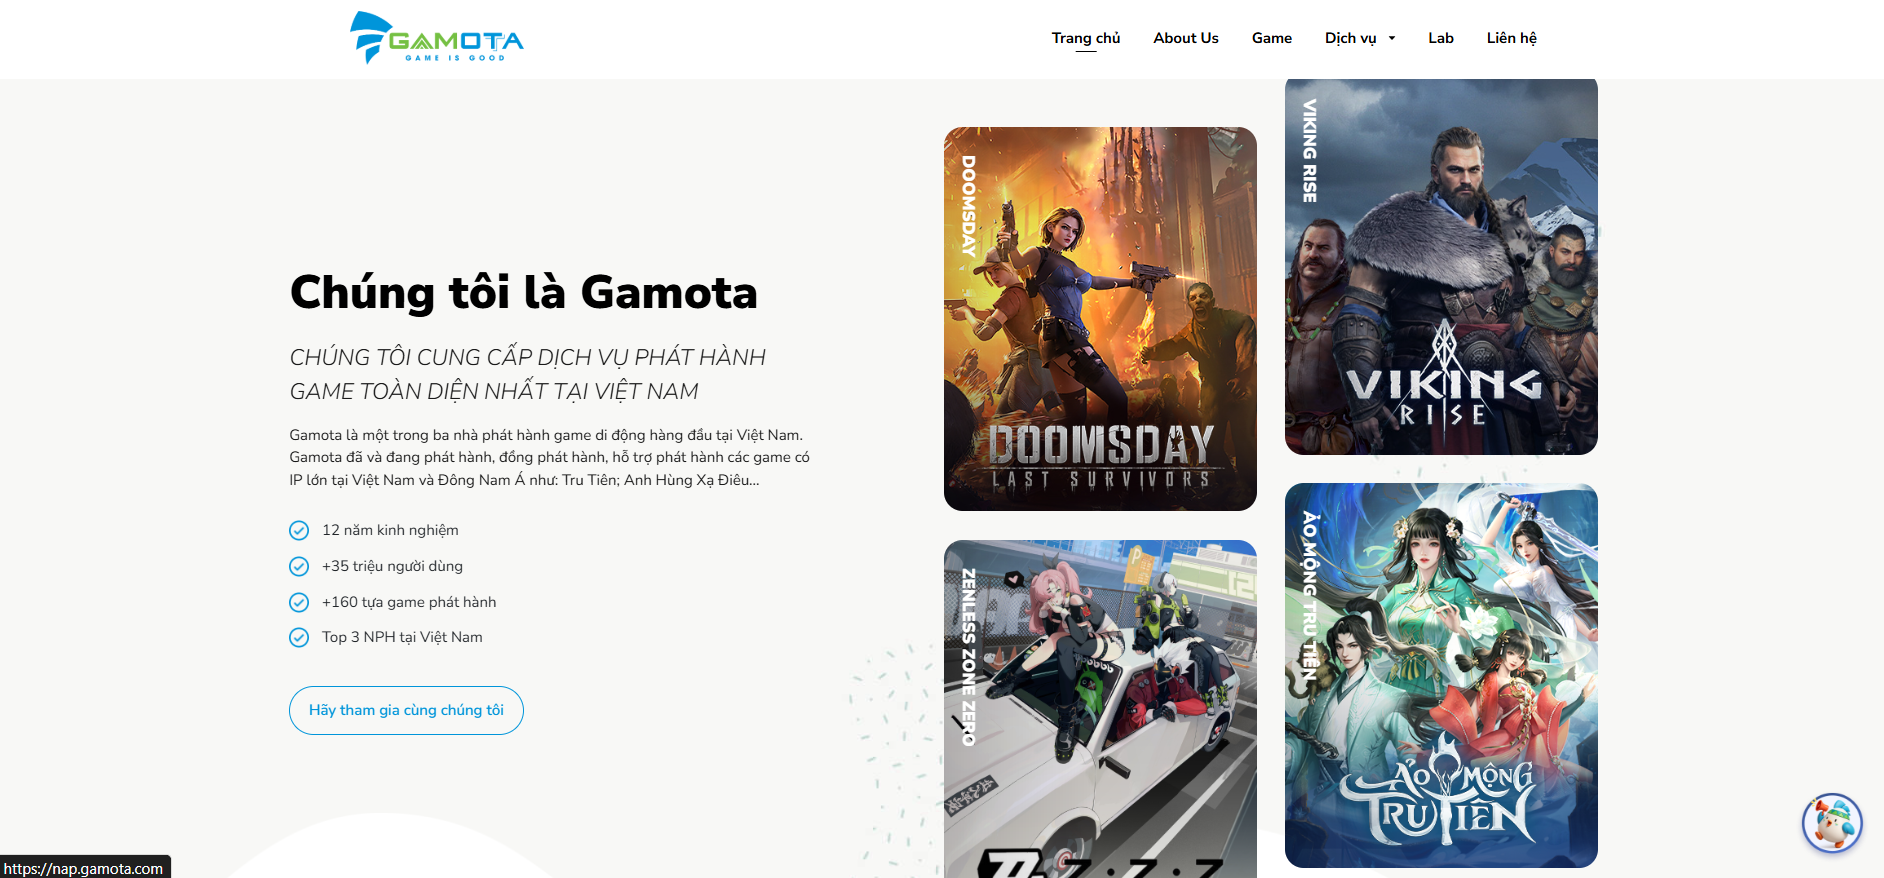 GAMOTA
GAME IS GOOD
Trang chủ
About Us
Game
Dịch vụ
Lab
Liên hệ
Chúng tôi là Gamota
CHÚNG TÔI CUNG CẤP DỊCH VỤ PHÁT HÀNH
GAME TOÀN DIỆN NHẤT TẠI VIỆT NAM
Gamota là một trong ba nhà phát hành game di động hàng đầu tại Việt Nam.
Gamota đã và đang phát hành, đồng phát hành, hỗ trợ phát hành các game có
IP lớn tại Việt Nam và Đông Nam Á như: Tru Tiên; Anh Hùng Xạ Điêu...
12 năm kinh nghiệm
+35 triệu người dùng
+160 tựa game phát hành
Top 3 NPH tại Việt Nam
Hãy tham gia cùng chúng tôi
DOOMSDAY
DOOMSDAY
LAST SURVIVORS
VIKING RISE
VIKING
RISE
ZENLESS ZONE ZERO
Z:Z:Z
ẢO MỘNG TRU TIÊN
ẢO MỘNG
TRU TIÊN
https://nap.gamota.com